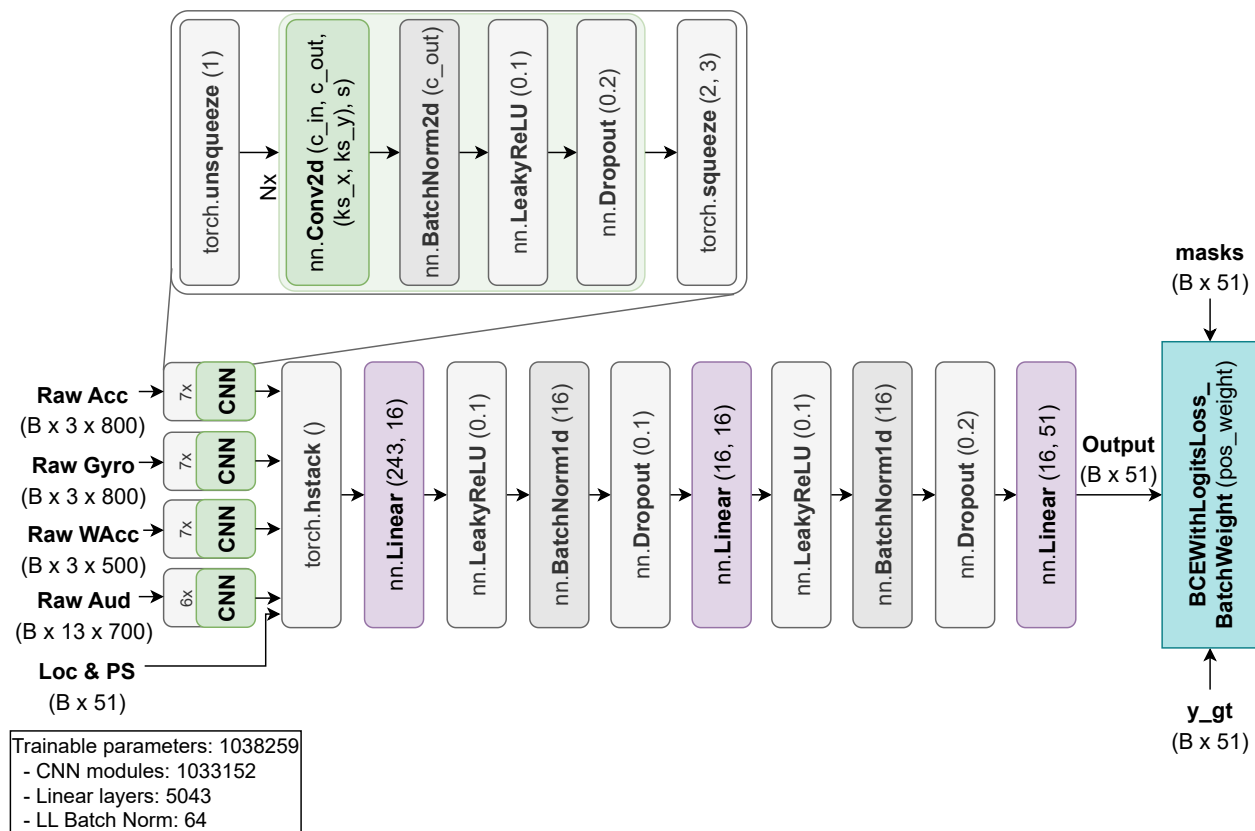 torch.unsqueeze (1)
Nx
nn.Conv2d (c_in, c_out,
(ks_x, ks_y), s)
nn.BatchNorm2d (c_out)
nn.LeakyReLU (0.1)
nn.Dropout (0.2)
torch.squeeze (2, 3)
masks
(B x 51)
Raw Acc
(B x 3 x 800)
7x
CNN
Raw Gyro
(B x 3 x 800)
7x
CNN
Raw WAcc
(B x 3 x 500)
7x
CNN
Raw Aud
(B x 13 x 700)
6x
CNN
Loc & PS
(B x 51)
torch.hstack ()
nn.Linear (243, 16)
nn.LeakyReLU (0.1)
nn.BatchNorm1d (16)
nn.Dropout (0.1)
nn.Linear (16, 16)
nn.LeakyReLU (0.1)
nn.BatchNorm1d (16)
nn.Dropout (0.2)
nn.Linear (16, 51)
Output
(B x 51)
BCEWithLogitsLoss_
BatchWeight (pos_weight)
y_gt
(B x 51)
Trainable parameters: 1038259
- CNN modules: 1033152
- Linear layers: 5043
- LL Batch Norm: 64